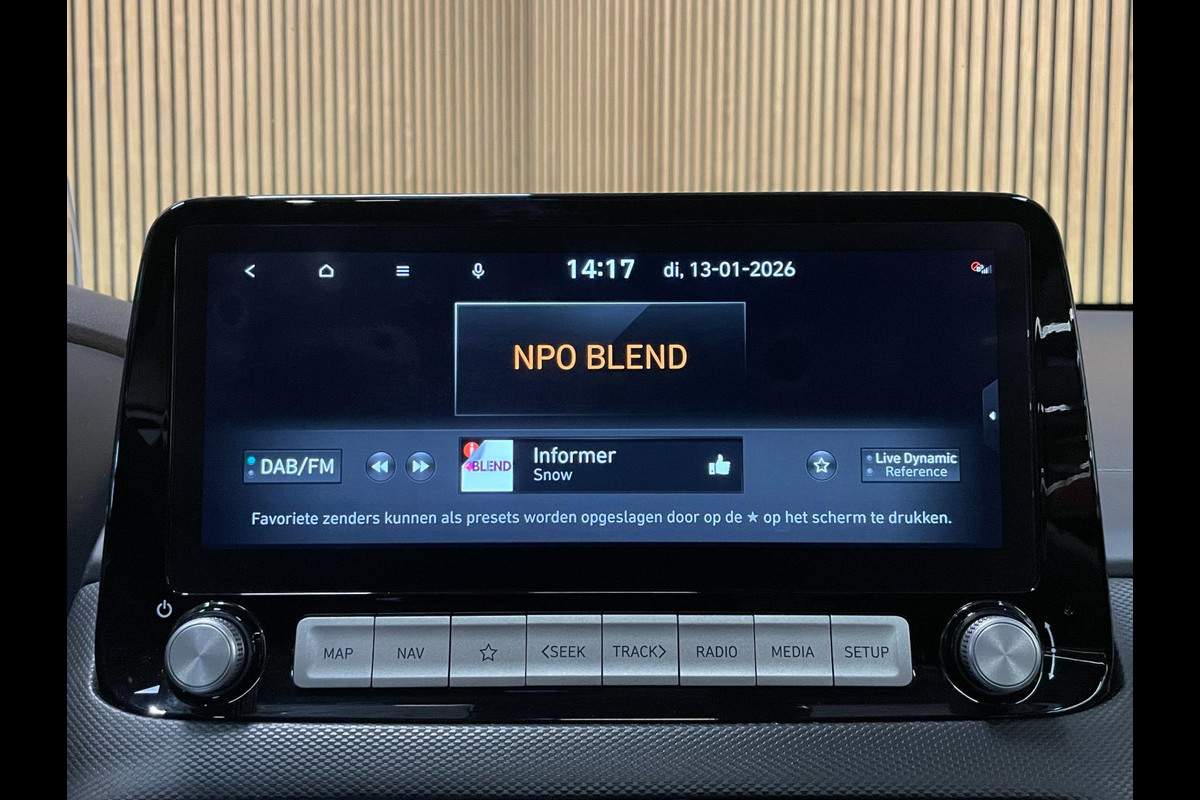 14:17 di, 13-01-2026
NPO BLEND
DAB/FM
BLEND
Informer
Snow
Live Dynamic
Reference
Favoriete zenders kunnen als presets worden opgeslagen door op de ★ op het scherm te drukken.
MAP NAV ☆ <SEEK TRACK> RADIO MEDIA SETUP